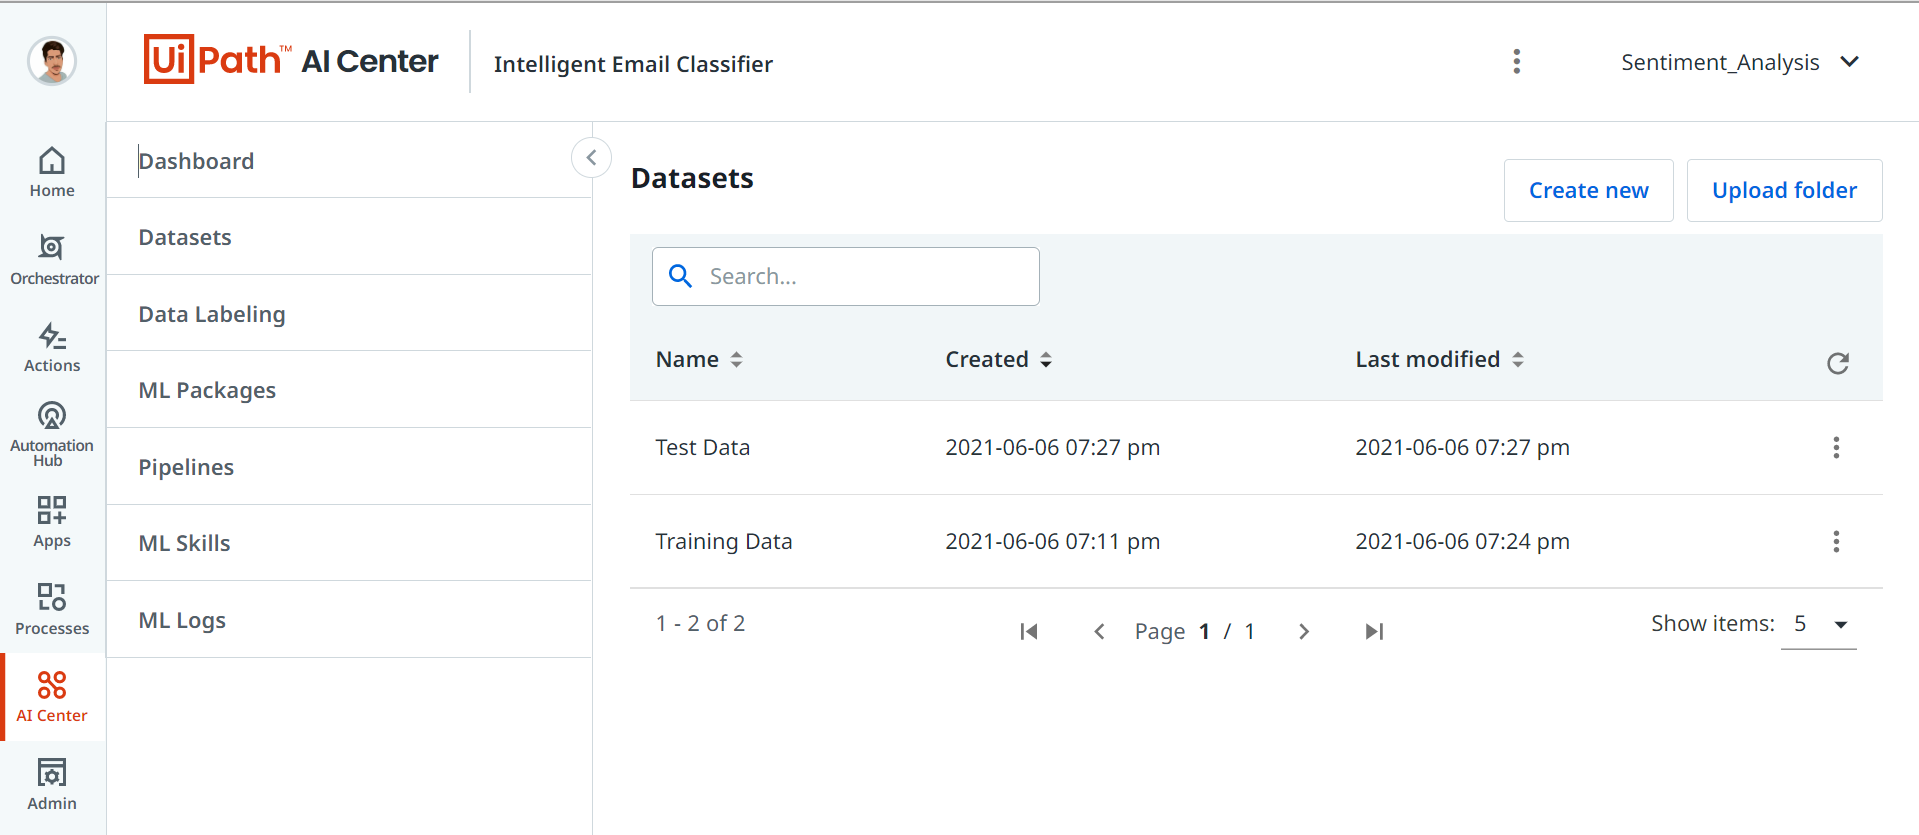 UiPath™ AI Center
Intelligent Email Classifier
Sentiment_Analysis
Home
Orchestrator
Actions
Automation
Hub
Apps
Processes
AI Center
Admin
Dashboard
Datasets
Data Labeling
ML Packages
Pipelines
ML Skills
ML Logs
Datasets
Create new
Upload folder
Search...
Name Created Last modified
Test Data 2021-06-06 07:27 pm 2021-06-06 07:27 pm
Training Data 2021-06-06 07:11 pm 2021-06-06 07:24 pm
1 - 2 of 2 Page 1 / 1 Show items: 5